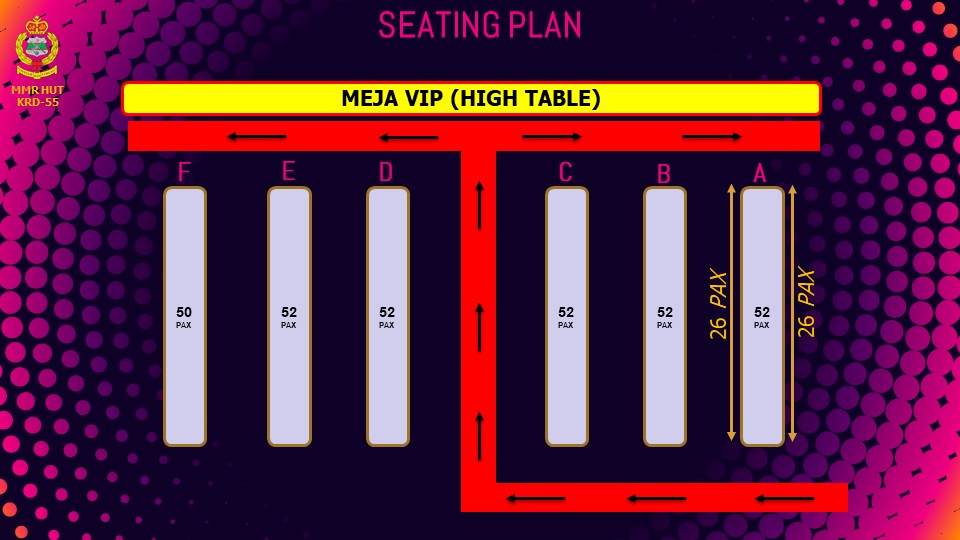 SEATING PLAN
MMR HUT
KRD-55
MEJA VIP (HIGH TABLE)
F
E
D
C
B
A
50
PAX
52
PAX
52
PAX
52
PAX
52
PAX
26 PAX
52
PAX
26 PAX